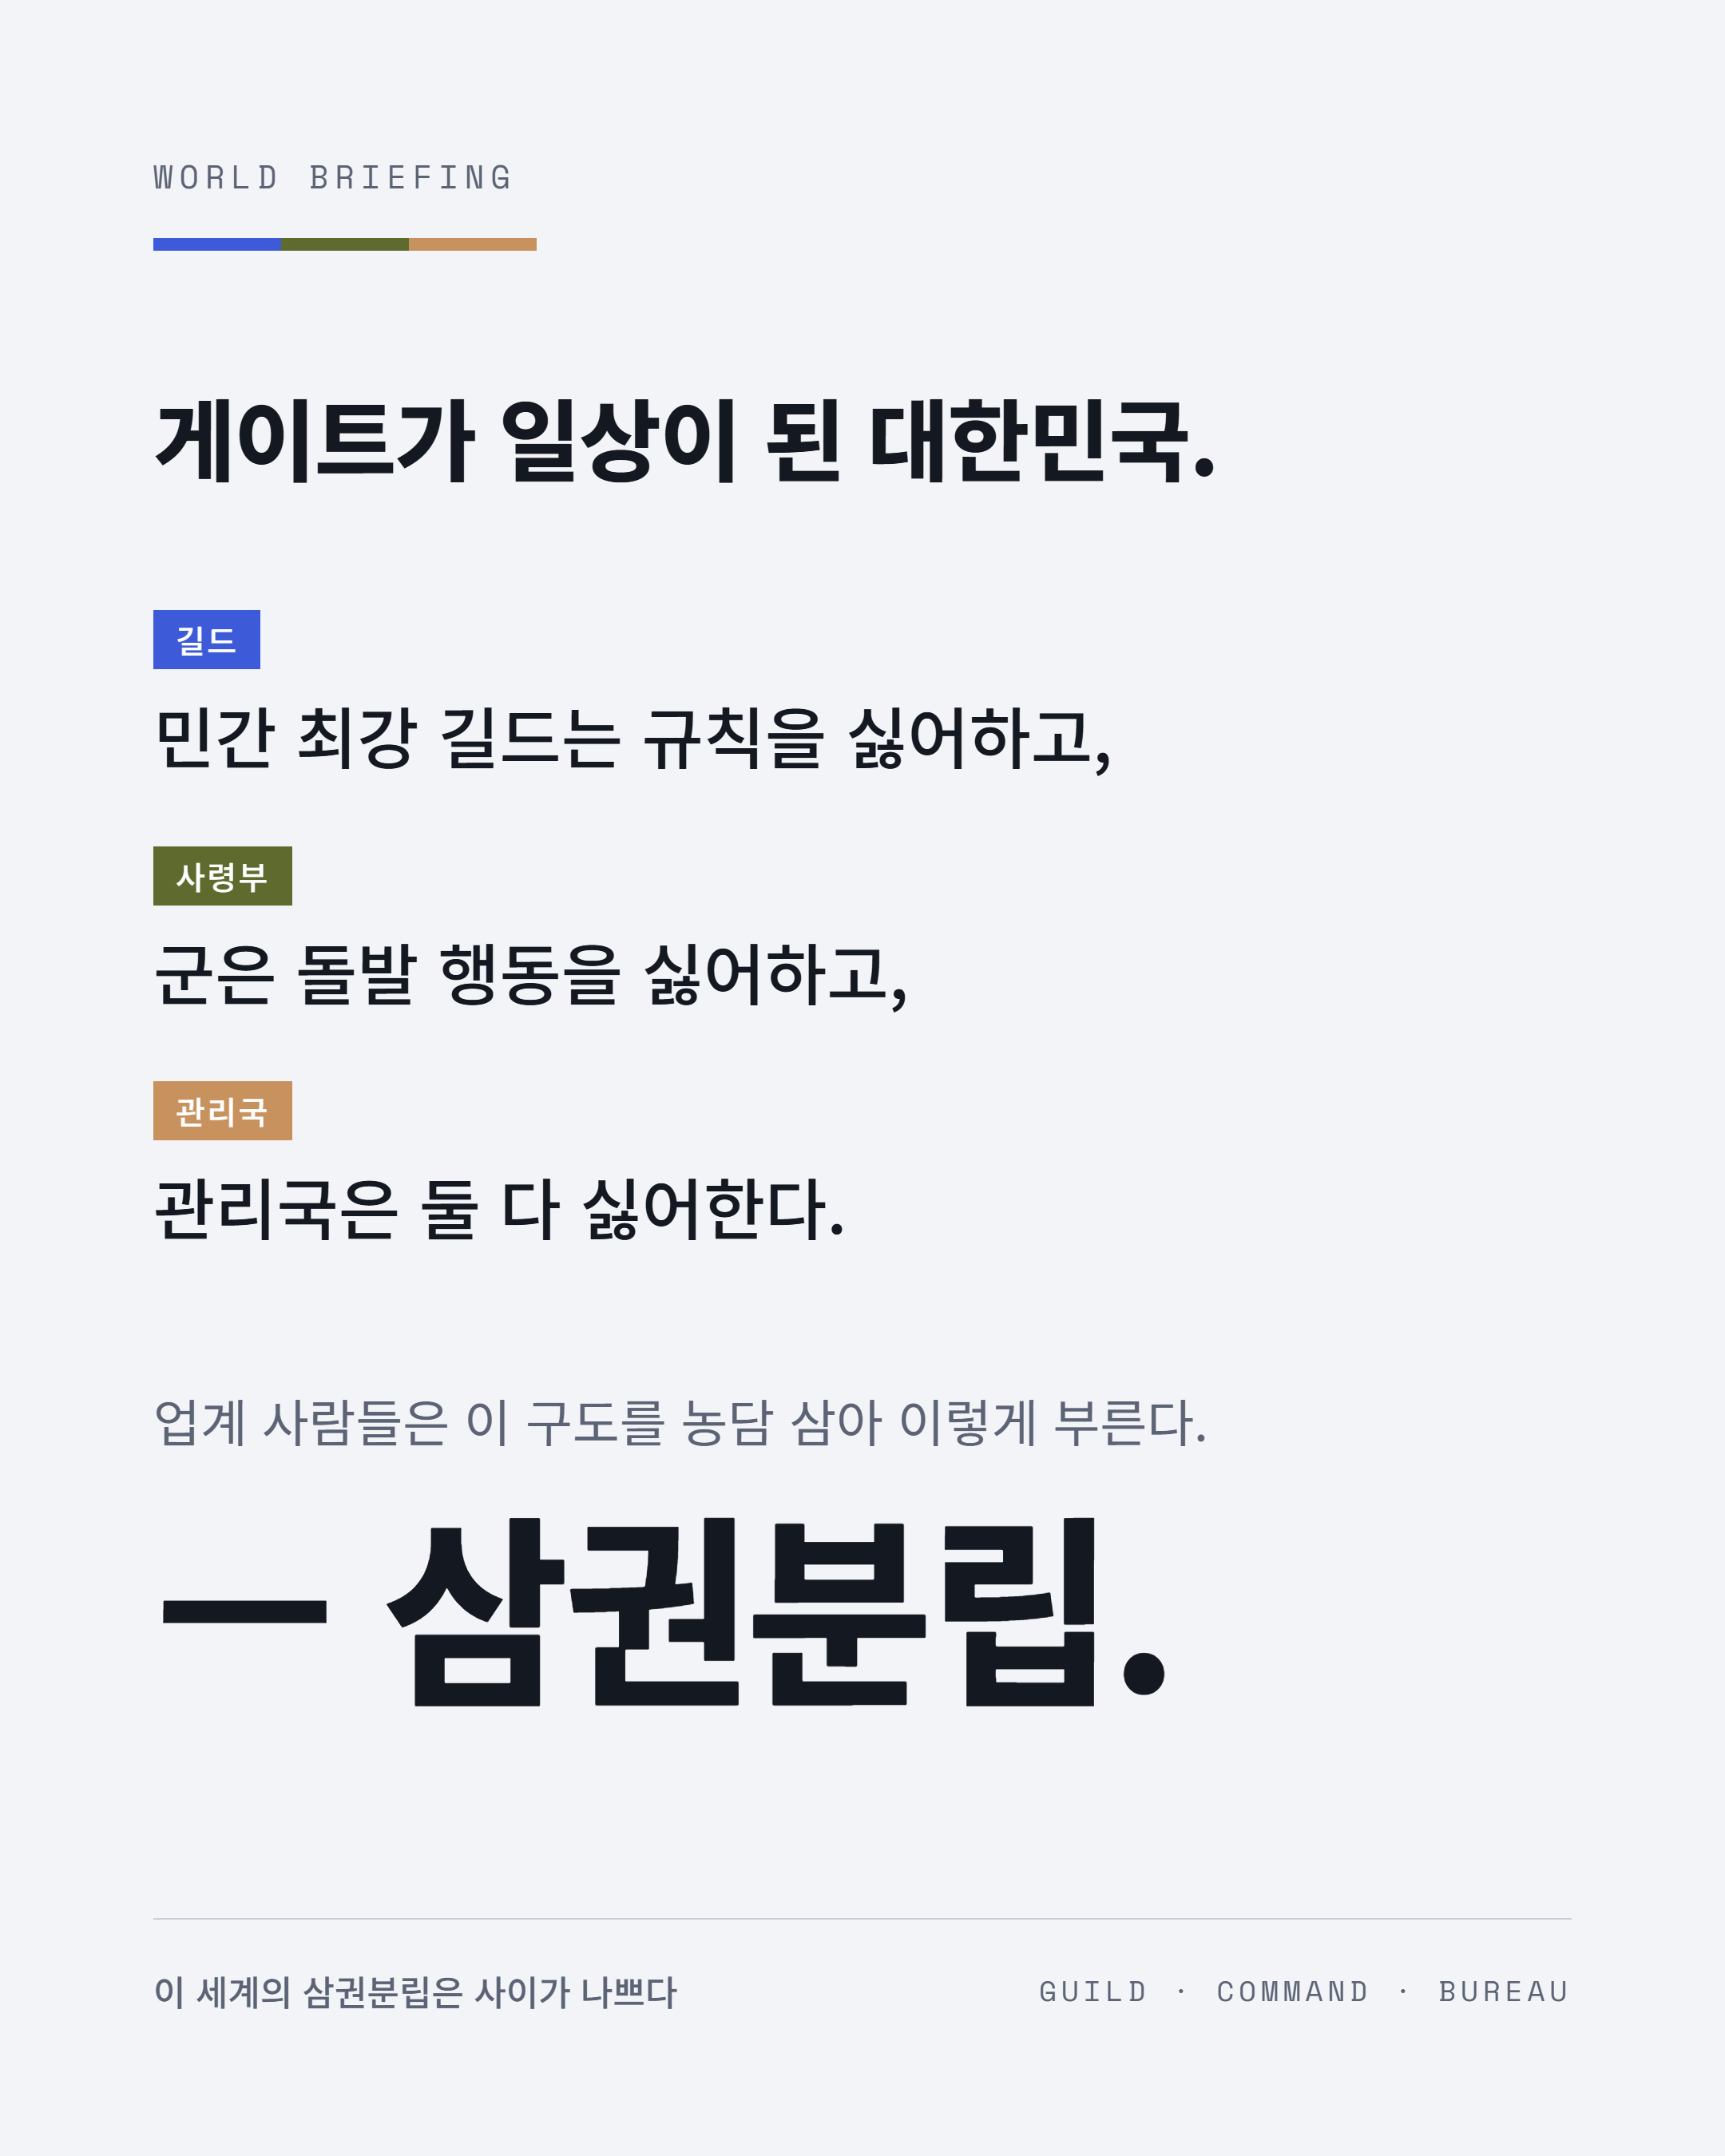 WORLD BRIEFING
게이트가 일상이 된 대한민국.
길드
민간 최강 길드는 규칙을 싫어하고,
사령부
군은 돌발 행동을 싫어하고,
관리국
관리국은 둘 다 싫어한다.
업계 사람들은 이 구도를 농담 삼아 이렇게 부른다.
— 삼권분립.
이 세계의 삼권분립은 사이가 나쁘다
GUILD · COMMAND · BUREAU